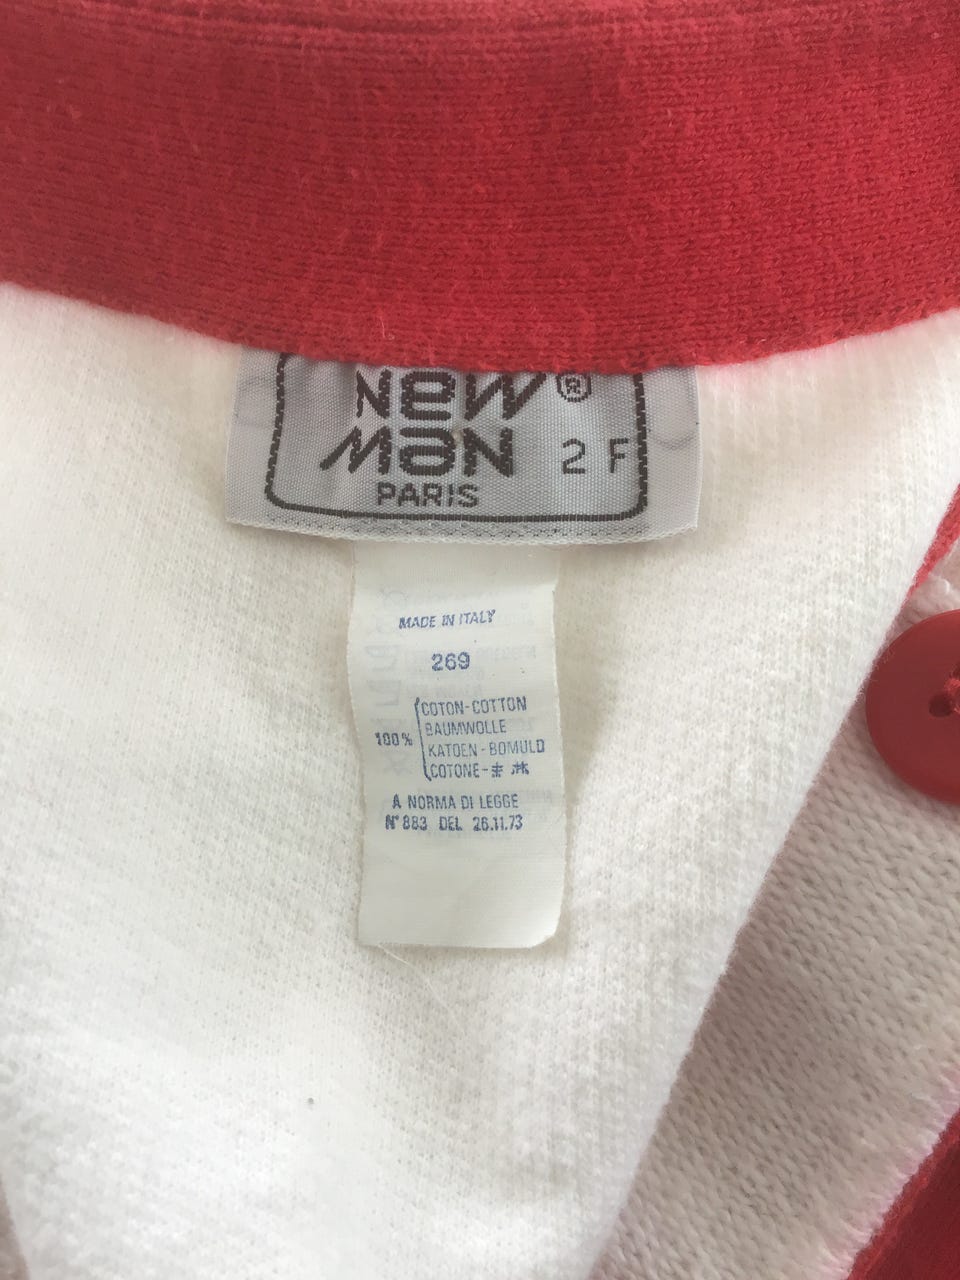 New ®
Man 2 F
PARIS
MADE IN ITALY
269
COTON-COTTON
BAUMWOLLE
100% KATOEN-BOMULD
COTONE-
A NORMA DI LEGGE
N° 883 DEL 26.11.73